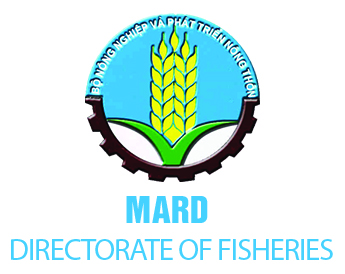 BỘ NÔNG NGHIỆP VÀ PHÁT TRIỂN NÔNG THÔN
MARD
DIRECTORATE OF FISHERIES